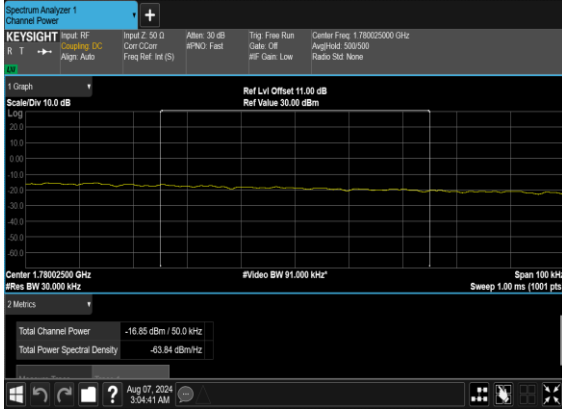 Spectrum Analyzer 1
Channel Power
+
KEYSIGHT
R T
LW
Input: RF
Coupling: DC
Align: Auto
Input Z: 50 Ω
Corr CCorr
Freq Ref: Int (S)
Atten: 30 dB
#PNO: Fast
Trig: Free Run
Gate: Off
#IF Gain: Low
Center Freq: 1.780025000 GHz
Avg|Hold: 500/500
Radio Std: None
1 Graph
Scale/Div 10.0 dB
Ref Lvl Offset 11.00 dB
Ref Value 30.00 dBm
Log
20.0
10.0
0.00
-10.0
-20.0
-30.0
-40.0
-50.0
-60.0
Center 1.78002500 GHz
#Res BW 30.000 kHz
#Video BW 91.000 kHz*
Span 100 kHz
Sweep 1.00 ms (1001 pts)
2 Metrics
Total Channel Power -16.85 dBm / 50.0 kHz
Total Power Spectral Density -63.84 dBm/Hz
?
Aug 07, 2024
3:04:41 AM